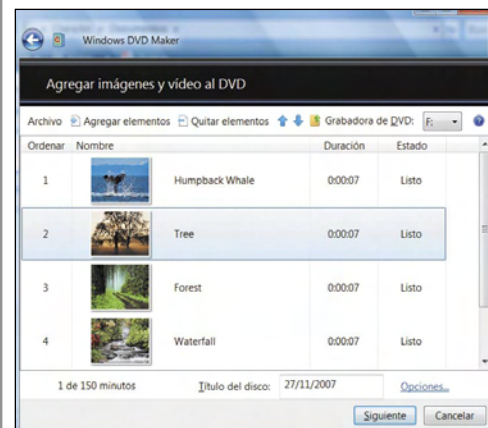 Windows DVD Maker
Agregar imágenes y vídeo al DVD
Archivo Agregar elementos Quitar elementos Grabadora de DVD: F:
Ordenar Nombre Duración Estado
1 Humpback Whale 0:00:07 Listo
2 Tree 0:00:07 Listo
3 Forest 0:00:07 Listo
4 Waterfall 0:00:07 Listo
1 de 150 minutos Título del disco: 27/11/2007 Opciones...
Siguiente Cancelar